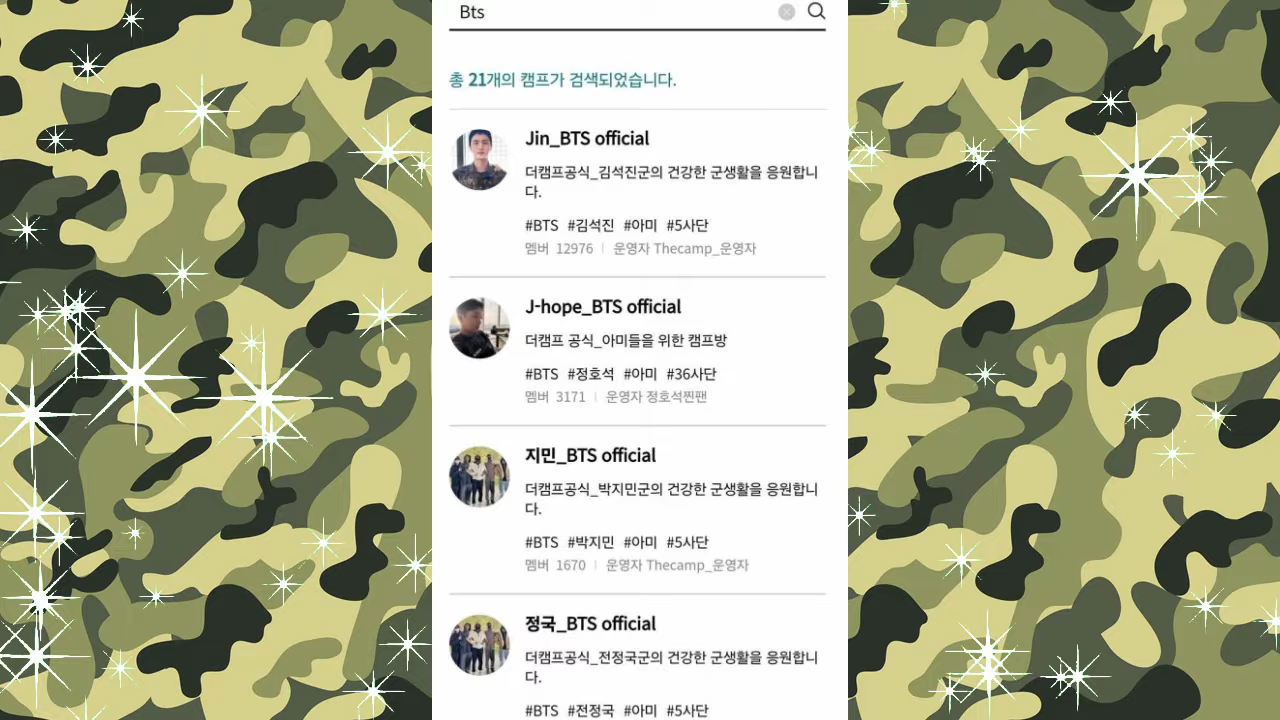 Bts
총 21개의 캠프가 검색되었습니다.
Jin_BTS official
더캠프공식_김석진군의 건강한 군생활을 응원합니
다.
#BTS #김석진 #아미 #5사단
멤버 12976 | 운영자 Thecamp_운영자
J-hope_BTS official
더캠프 공식_아미들을 위한 캠프방
#BTS #정호석 #아미 #36사단
멤버 3171 | 운영자 정호석찐팬
지민_BTS official
더캠프공식_박지민군의 건강한 군생활을 응원합니
다.
#BTS #박지민 #아미 #5사단
멤버 1670 | 운영자 Thecamp_운영자
정국_BTS official
더캠프공식_전정국군의 건강한 군생활을 응원합니
다.
#BTS #전정국 #아미 #5사단